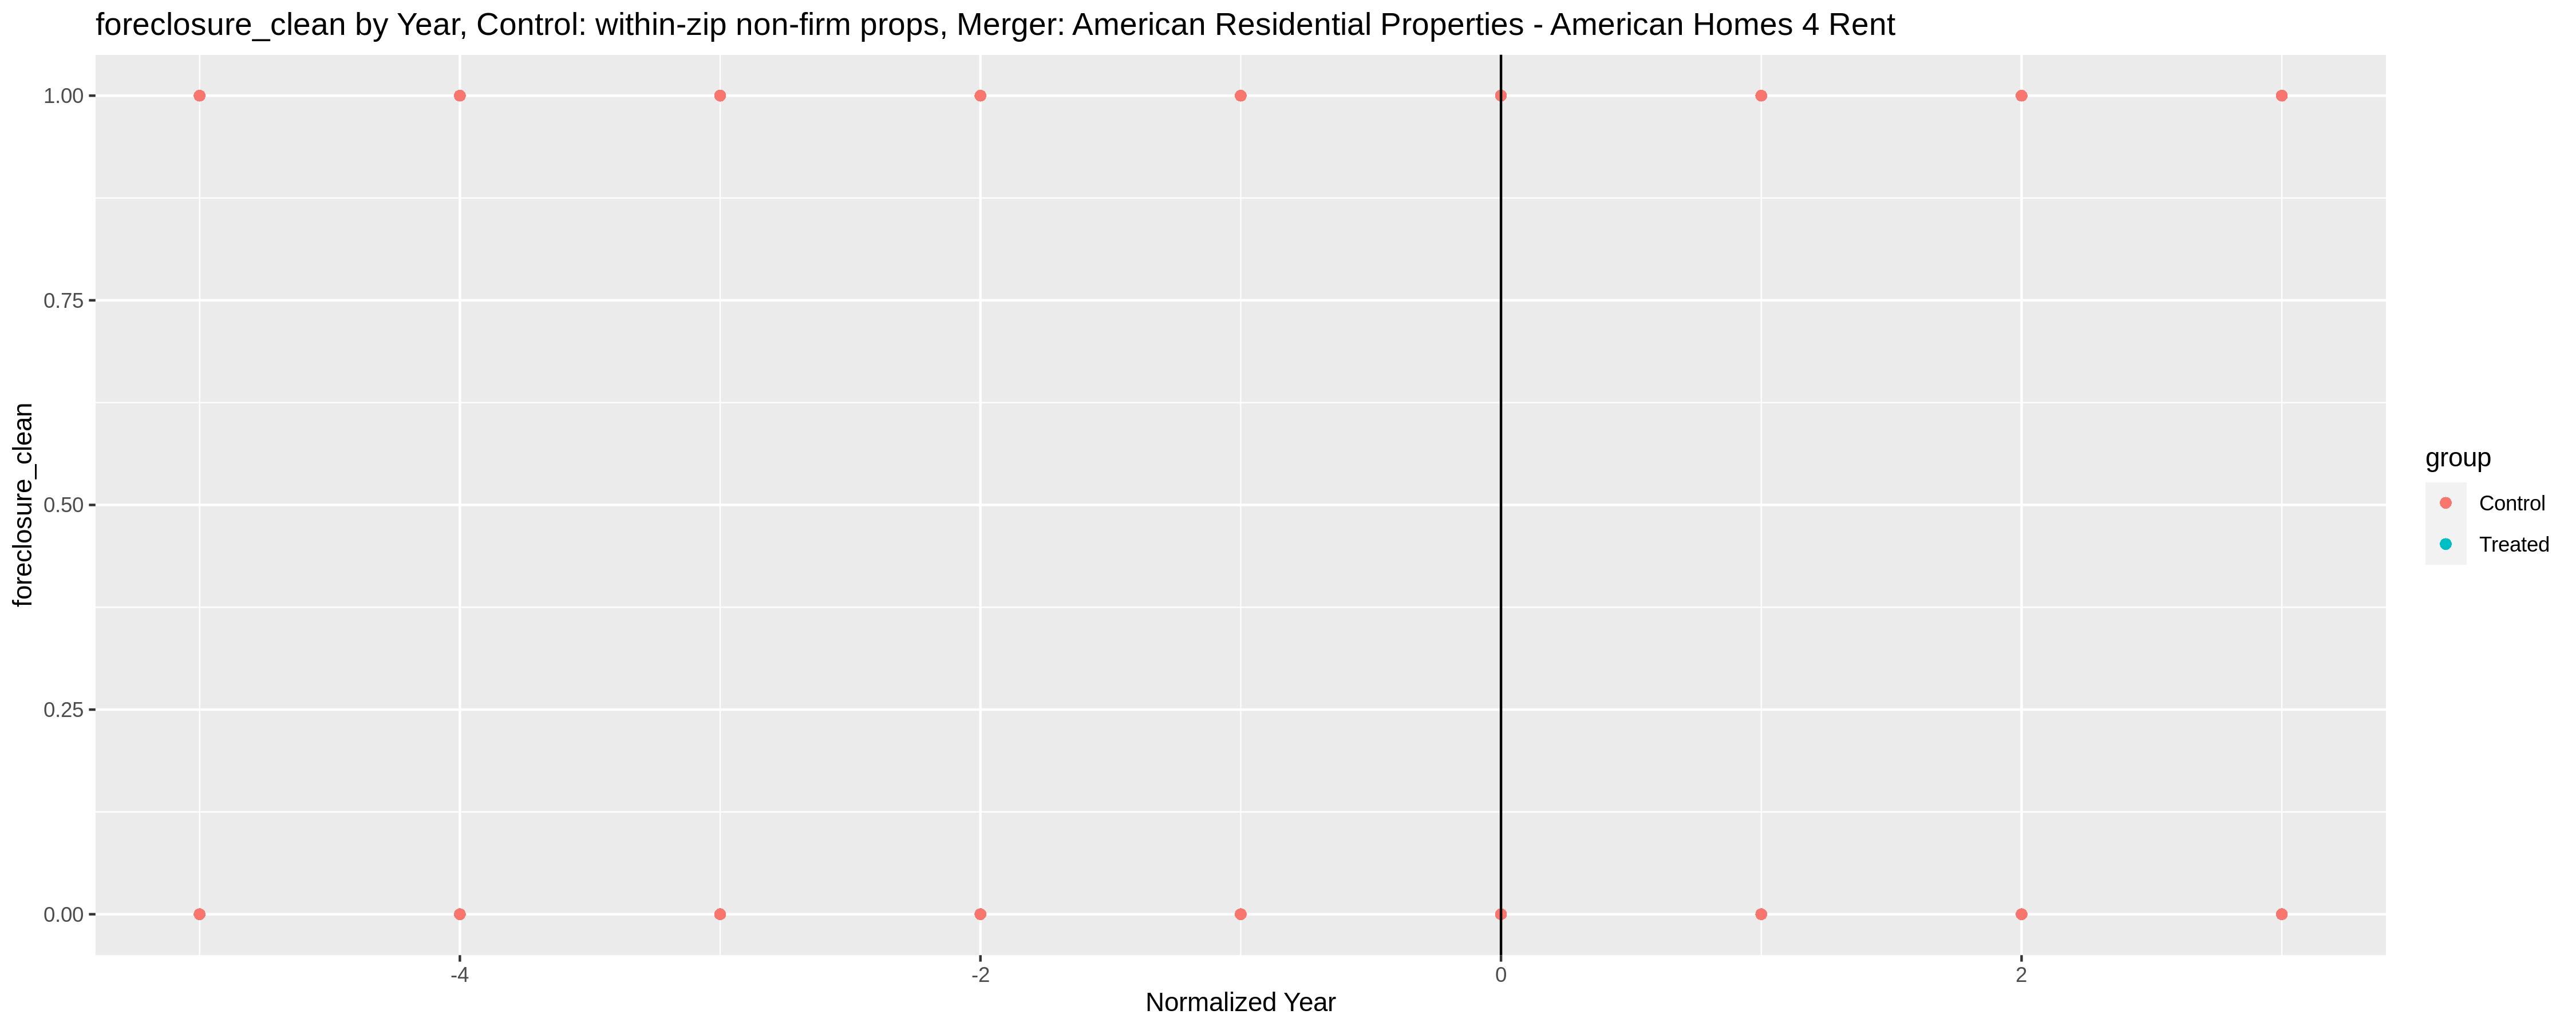 foreclosure_clean by Year, Control: within-zip non-firm props, Merger: American Residential Properties - American Homes 4 Rent
1.00
0.75
0.50
0.25
0.00
foreclosure_clean
-4
-2
0
2
Normalized Year
group
Control
Treated